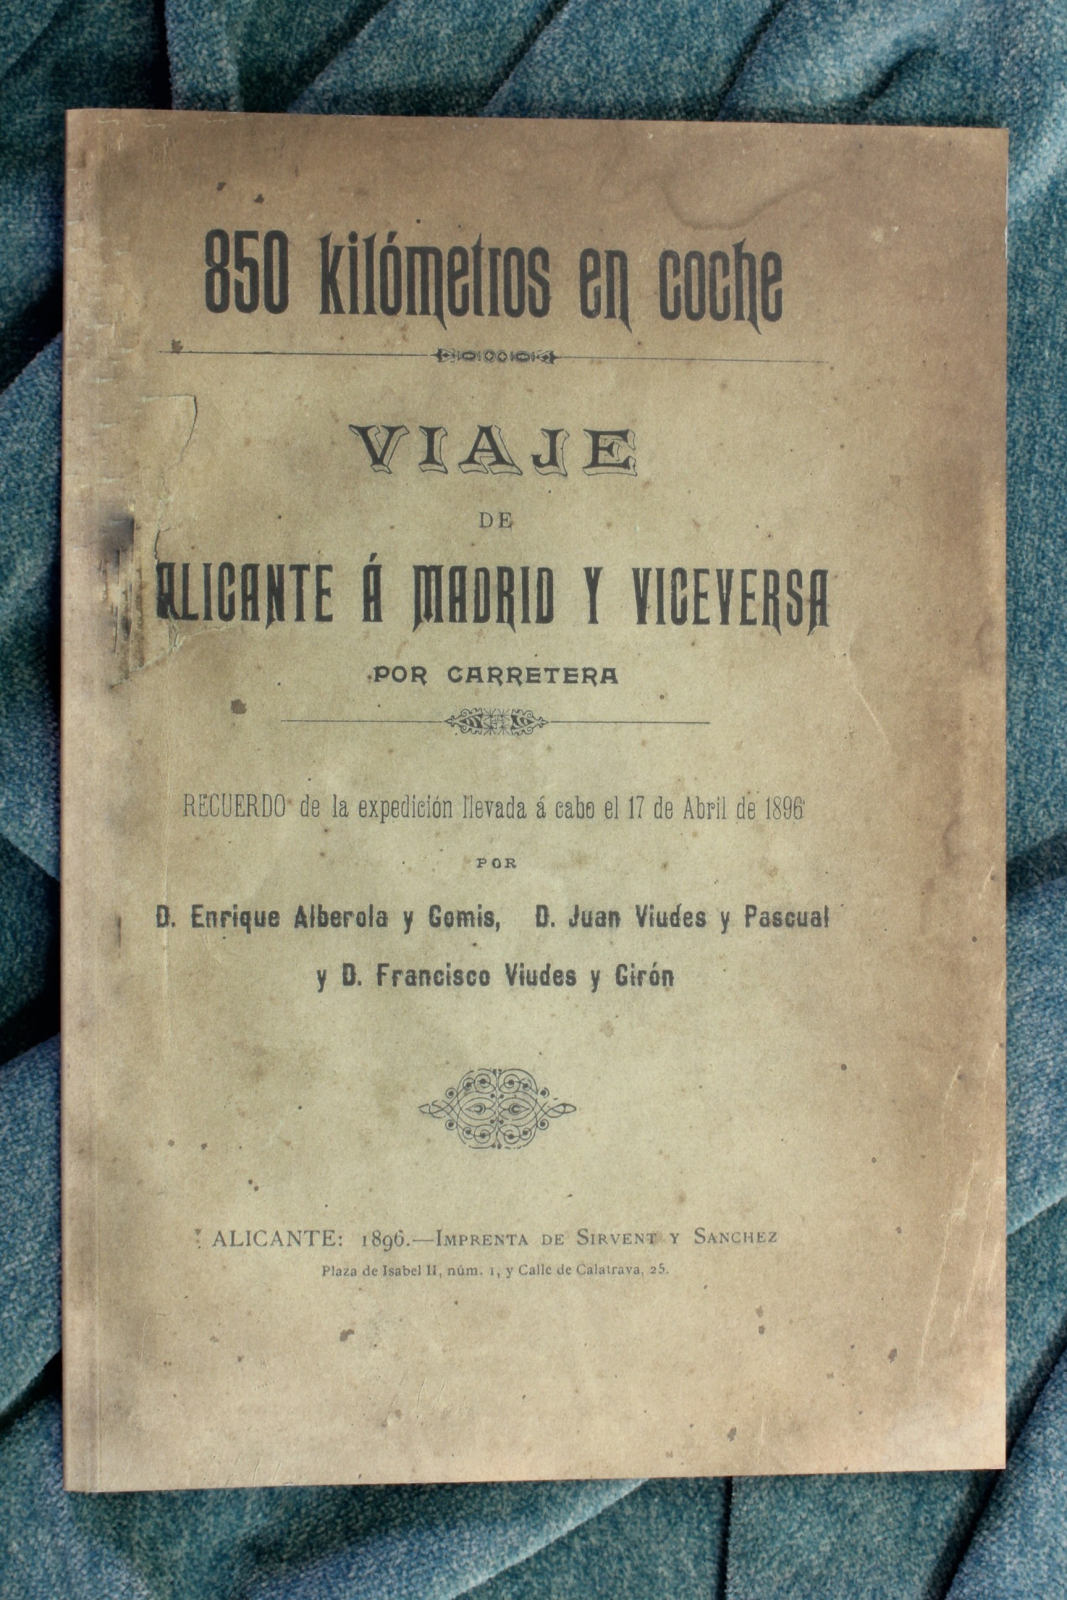 850 kilómetros en coche
VIAJE
DE
ALICANTE Á MADRID Y VICEVERSA
POR CARRETERA
RECUERDO de la expedición llevada á cabo el 17 de Abril de 1896
POR
D. Enrique Alberola y Gomis, D. Juan Viudes y Pascual
y D. Francisco Viudes y Girón
ALICANTE: 1896.—IMPRENTA DE SIRVENT Y SANCHEZ
Plaza de Isabel II, núm. 1, y Calle de Calatrava, 25.